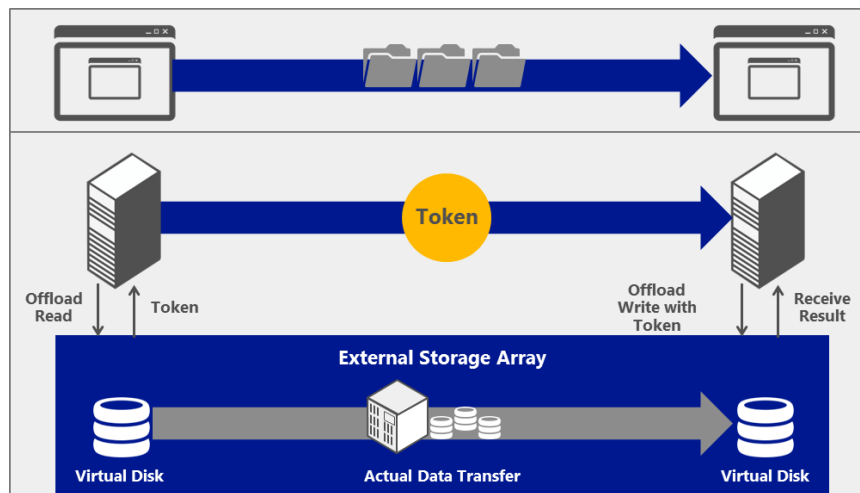 Token
Offload
Read
Token
Offload
Write with
Token
Receive
Result
External Storage Array
Virtual Disk
Actual Data Transfer
Virtual Disk